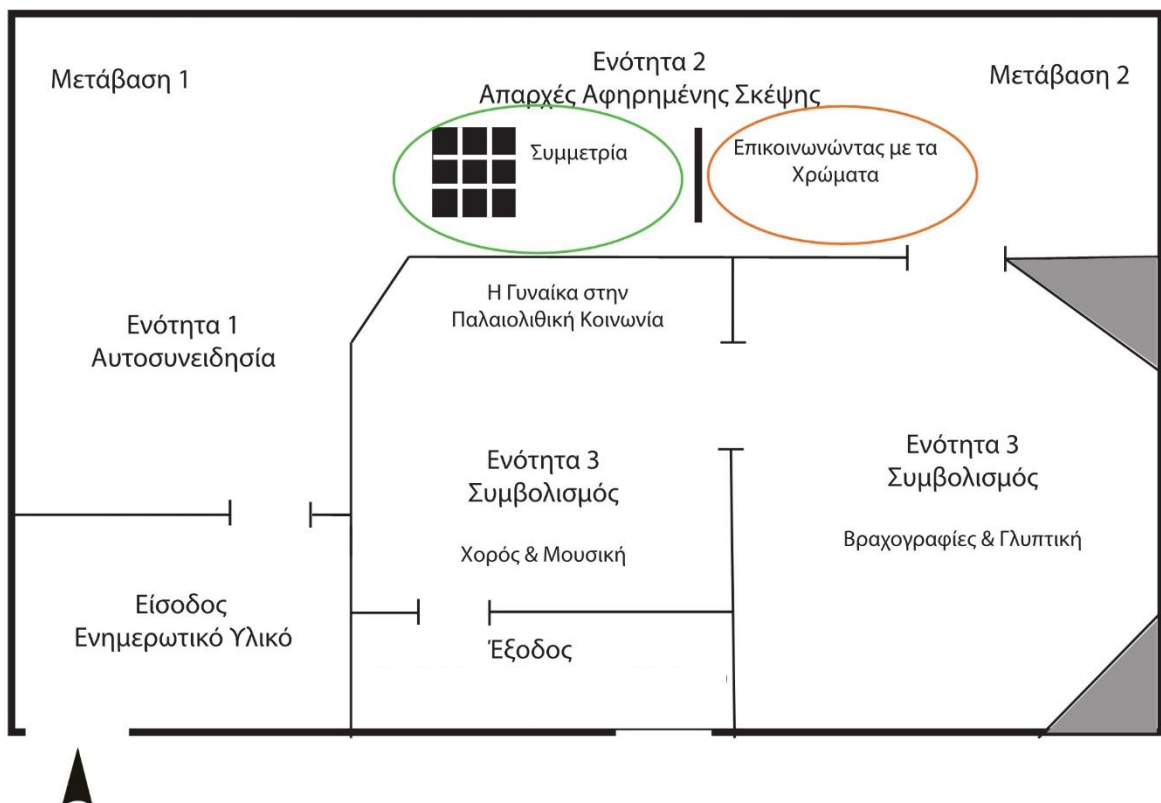 Μετάβαση 1
Ενότητα 2
Απαρχές Αφηρημένης Σκέψης
Μετάβαση 2
Συμμετρία
Επικοινωνώντας με τα
Χρώματα
Η Γυναίκα στην
Παλαιολιθική Κοινωνία
Ενότητα 1
Αυτοσυνειδησία
Ενότητα 3
Συμβολισμός
Χορός & Μουσική
Ενότητα 3
Συμβολισμός
Βραχογραφίες & Γλυπτική
Είσοδος
Ενημερωτικό Υλικό
Έξοδος